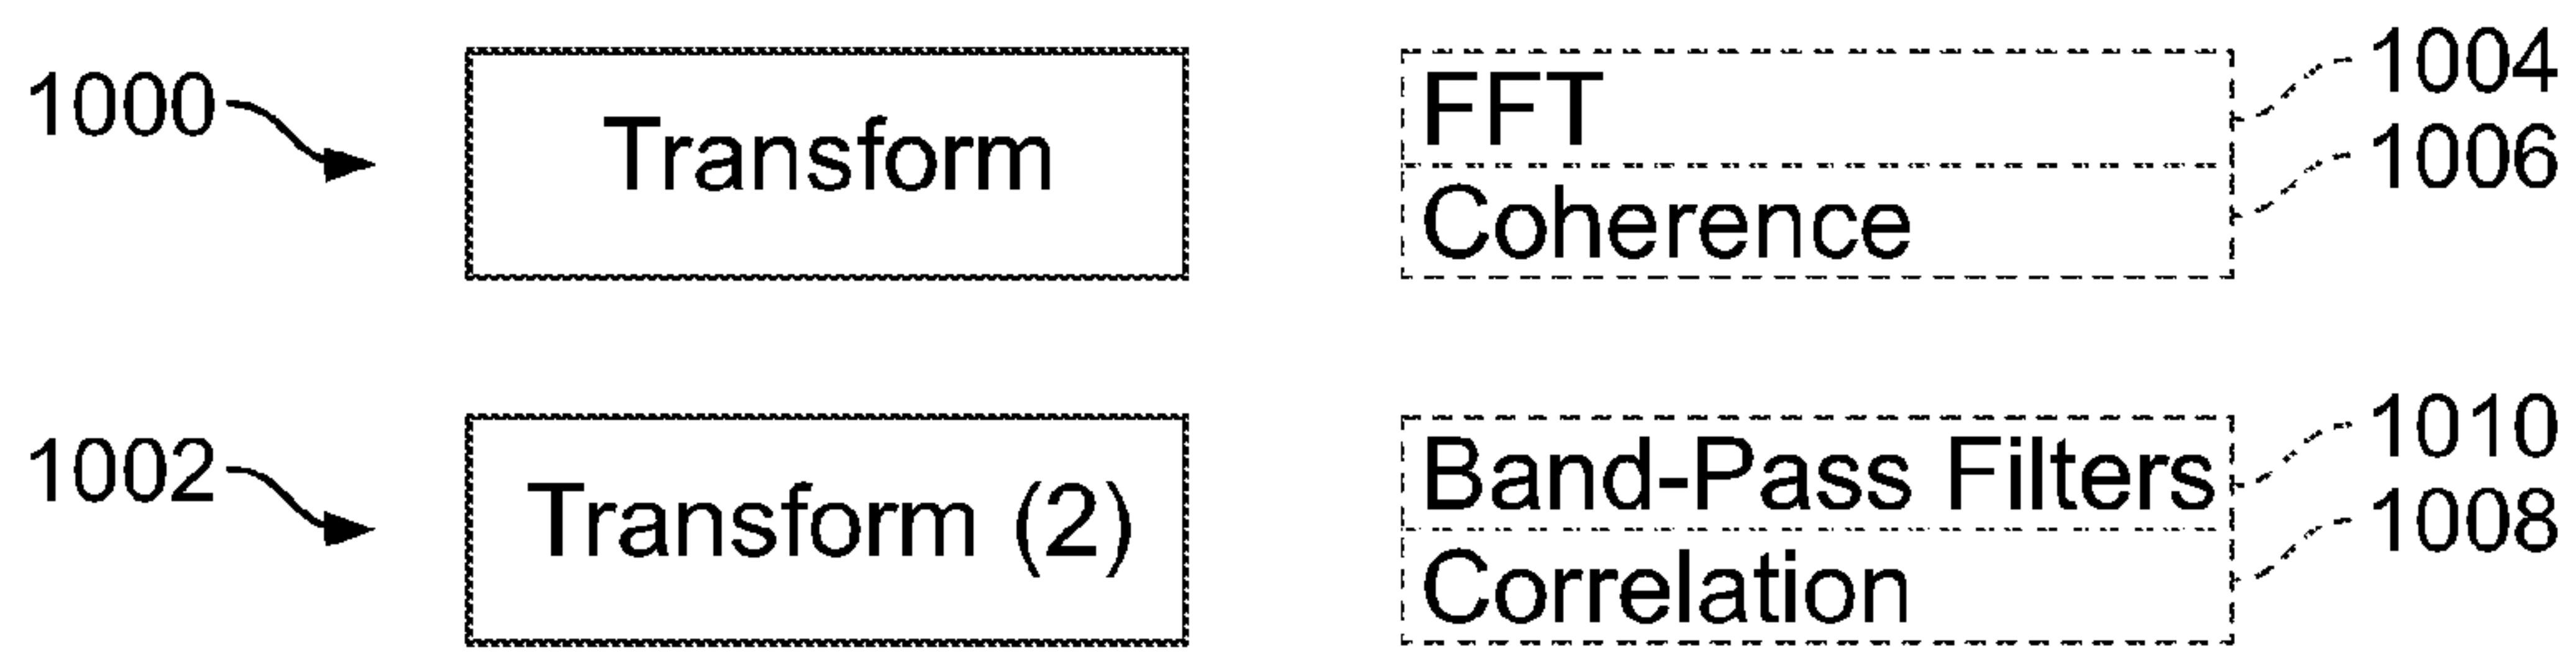 1000
Transform
FFT
1004
Coherence
1006
1002
Transform (2)
Band-Pass Filters
1010
Correlation
1008